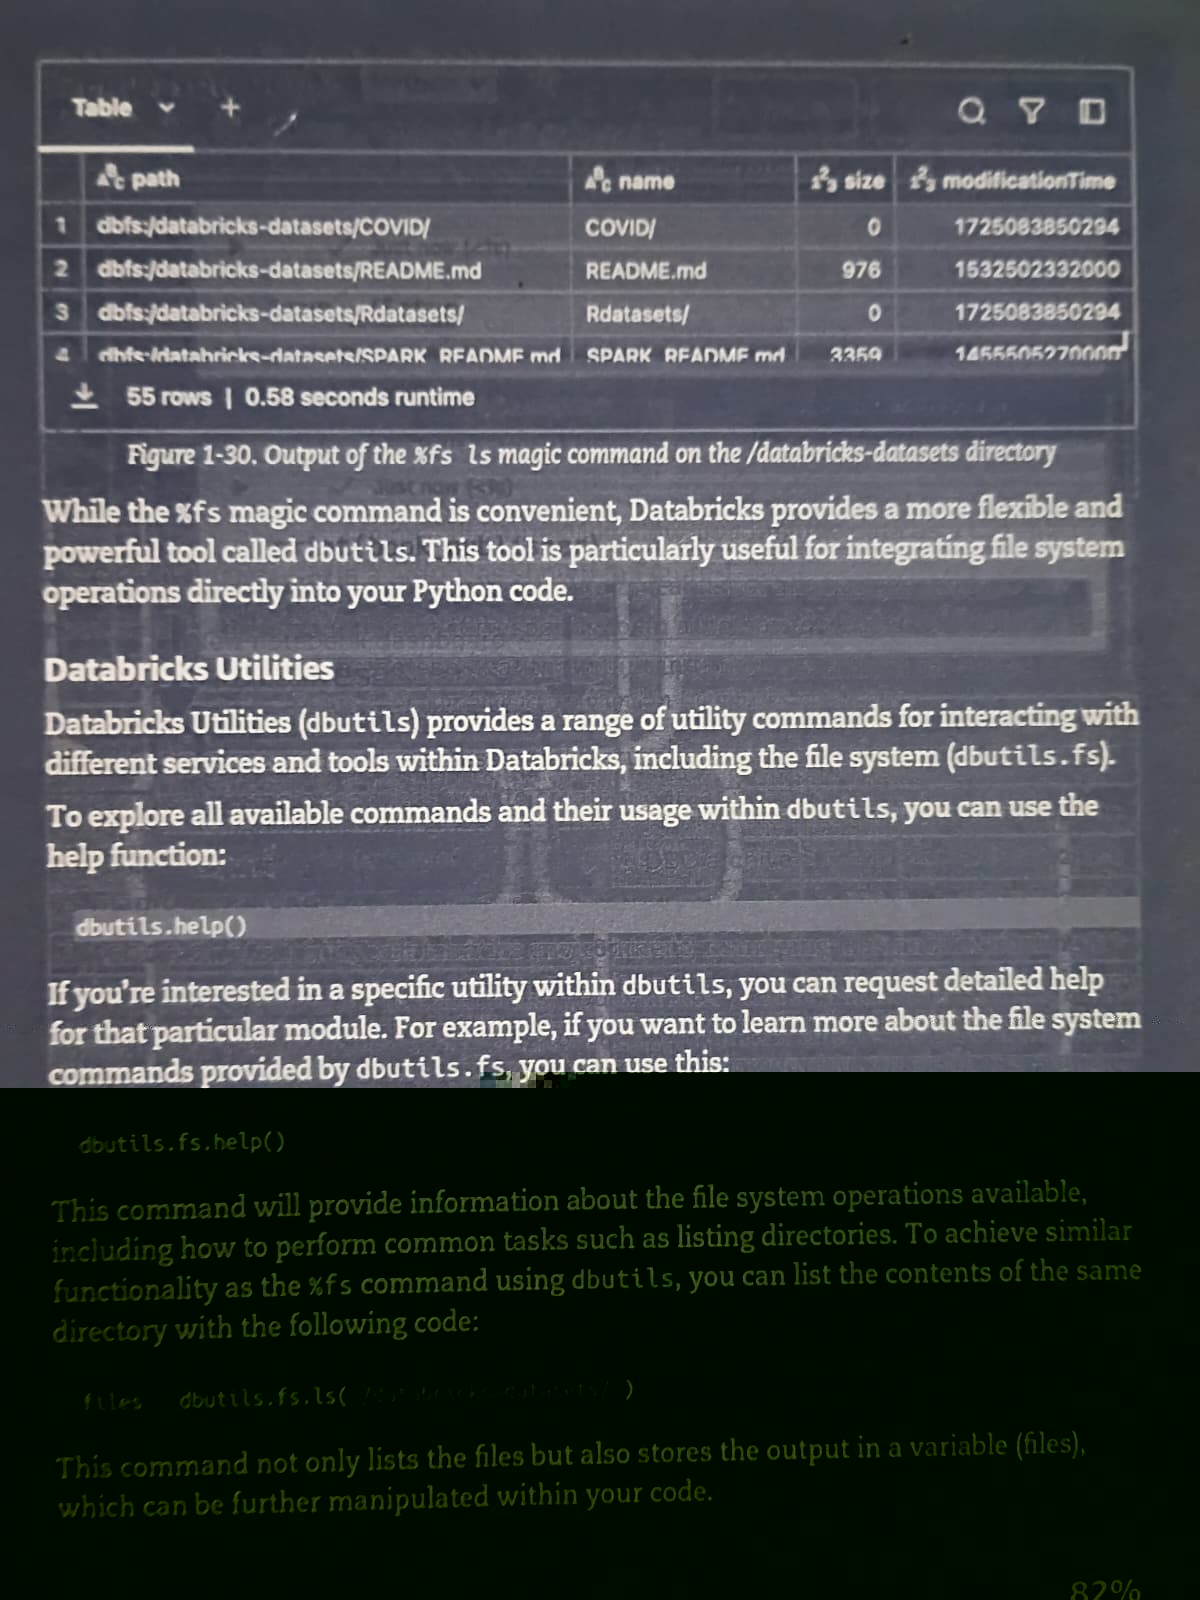 Table
path name size modificationTime
1 dbfs:/databricks-datasets/COVID/ COVID/ 0 1725083850294
2 dbfs:/databricks-datasets/README.md README.md 976 1532502332000
3 dbfs:/databricks-datasets/Rdatasets/ Rdatasets/ 0 1725083850294
4 dbfs:/databricks-datasets/SPARK_README.md SPARK_README.md 3359 1455505270000
55 rows | 0.58 seconds runtime
Figure 1-30. Output of the %fs ls magic command on the /databricks-datasets directory
While the %fs magic command is convenient, Databricks provides a more flexible and
powerful tool called dbutils. This tool is particularly useful for integrating file system
operations directly into your Python code.
Databricks Utilities
Databricks Utilities (dbutils) provides a range of utility commands for interacting with
different services and tools within Databricks, including the file system (dbutils.fs).
To explore all available commands and their usage within dbutils, you can use the
help function:
dbutils.help()
If you're interested in a specific utility within dbutils, you can request detailed help
for that particular module. For example, if you want to learn more about the file system
commands provided by dbutils.fs, you can use this:
dbutils.fs.help()
This command will provide information about the file system operations available,
including how to perform common tasks such as listing directories. To achieve similar
functionality as the %fs command using dbutils, you can list the contents of the same
directory with the following code:
files dbutils.fs.ls( /databricks-datasets/ )
This command not only lists the files but also stores the output in a variable (files),
which can be further manipulated within your code.
82%